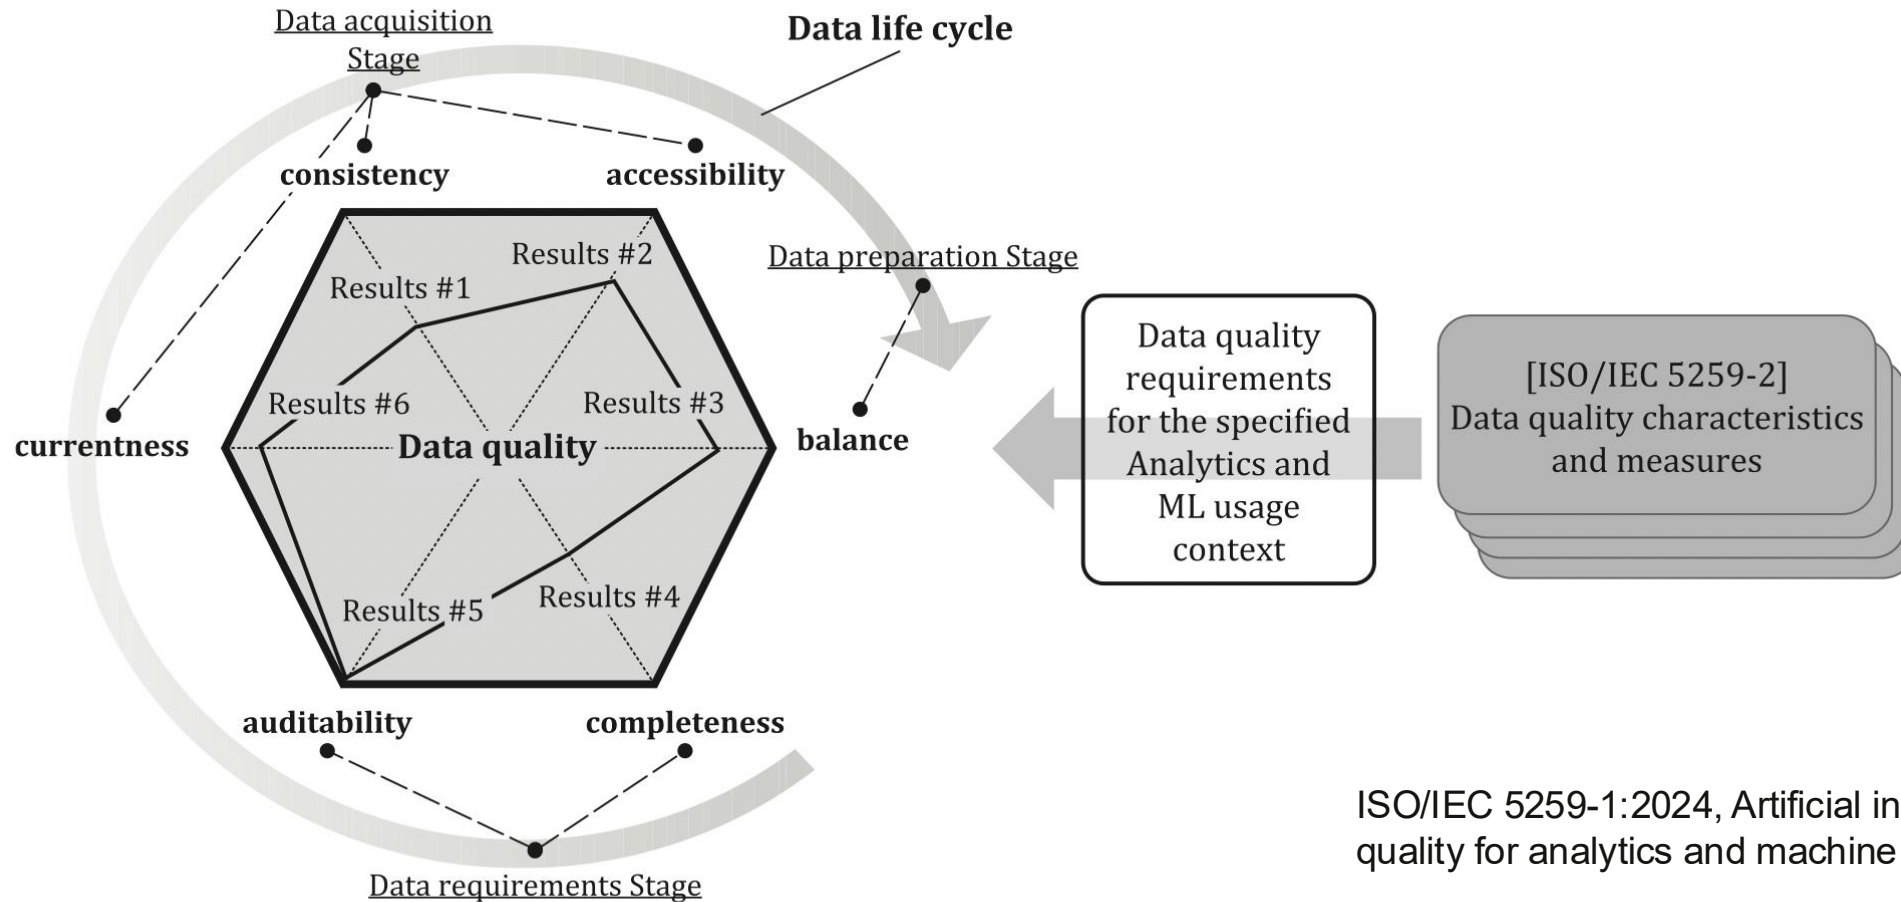 Data acquisition
Stage
Data life cycle
consistency
accessibility
Results #2
Data preparation Stage
Results #1
Results #6
Results #3
currentness
Data quality
balance
Results #5
Results #4
auditability
completeness
Data requirements Stage
Data quality
requirements
for the specified
Analytics and
ML usage
context
[ISO/IEC 5259-2]
Data quality characteristics
and measures
ISO/IEC 5259-1:2024, Artificial in
quality for analytics and machine